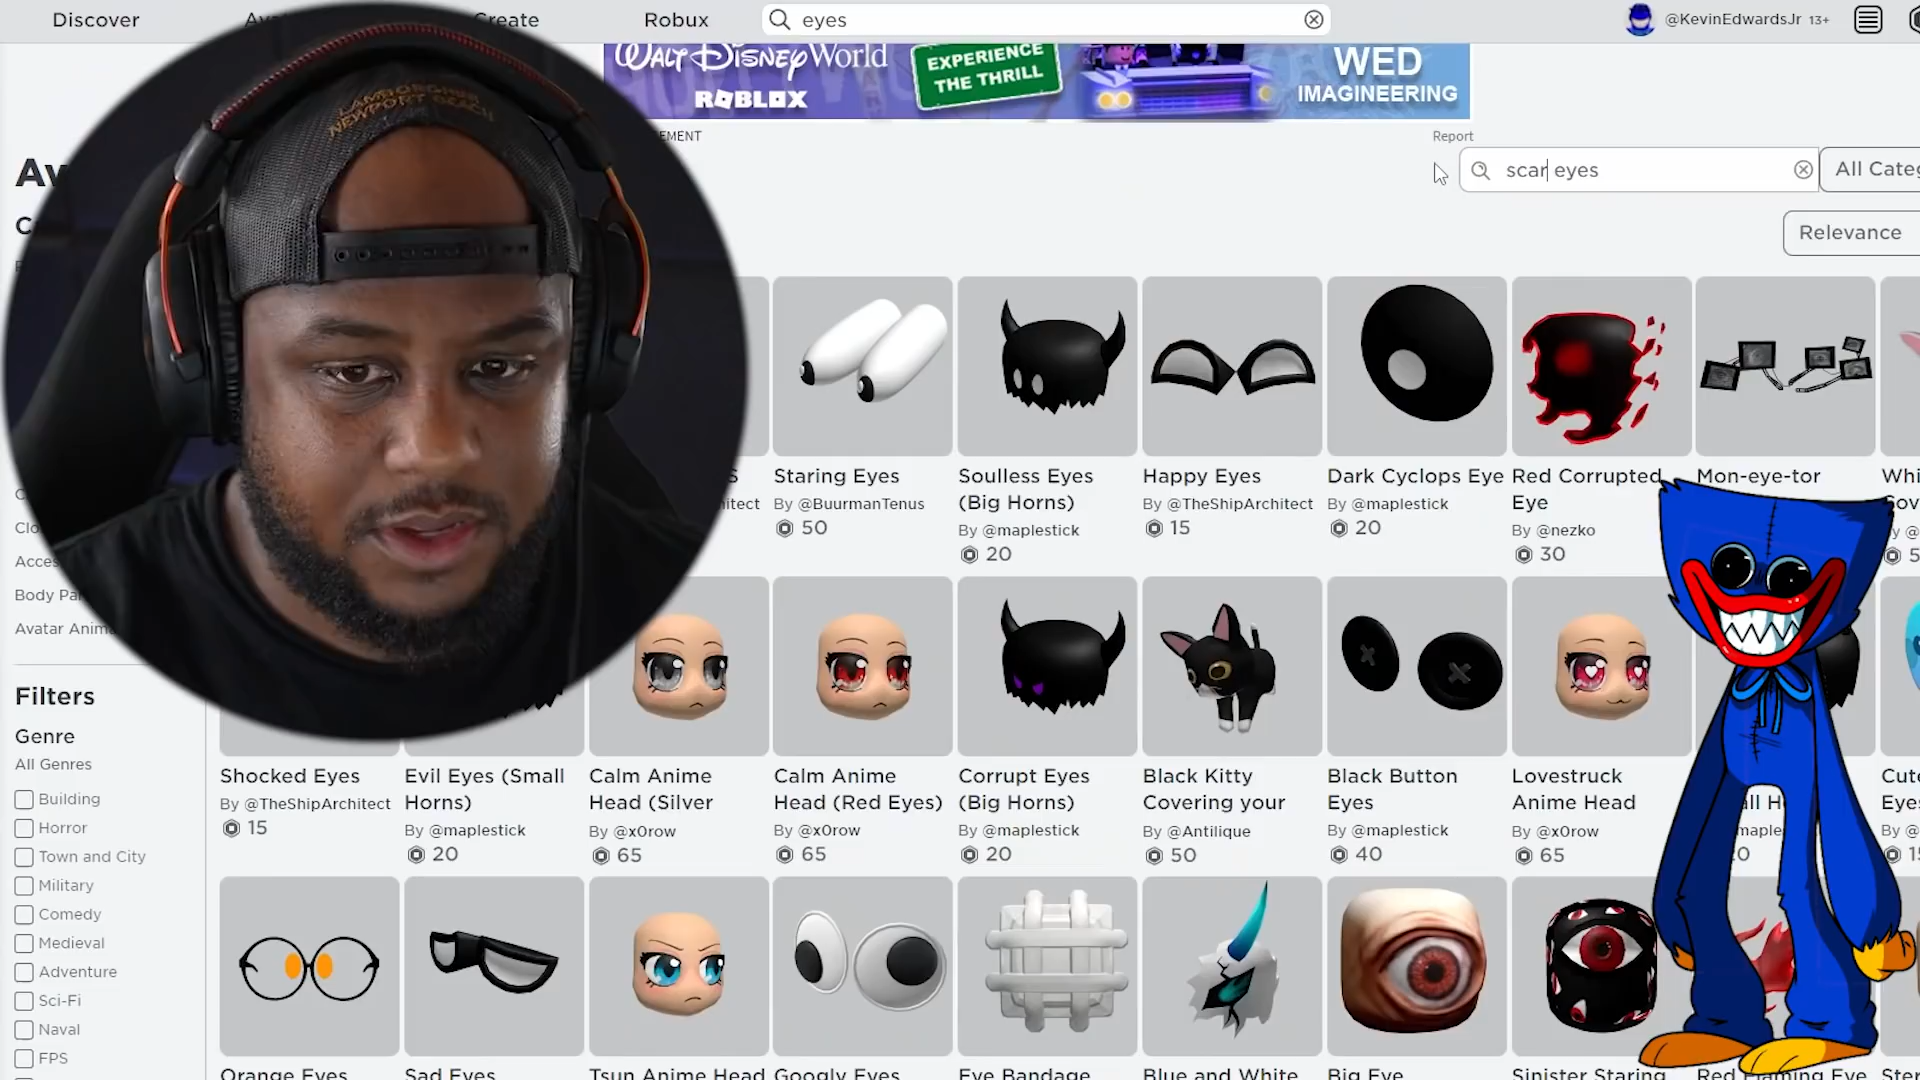 Discover
Create
Robux
eyes
@KevinEdwardsJr 13+
WALT DISNEY World
ROBLOX
EXPERIENCE
THE THRILL
WED
IMAGINEERING
Report
LAMBORGHINI
NEWPORT BEACH
scar eyes
Relevance
Staring Eyes
By @BuurmanTenus
50
Soulless Eyes
(Big Horns)
By @maplestick
20
Happy Eyes
By @TheShipArchitect
15
Dark Cyclops Eye
By @maplestick
20
Red Corrupted
Eye
By @nezko
30
Mon-eye-tor
Filters
Genre
All Genres
Building
Horror
Town and City
Military
Comedy
Medieval
Adventure
Sci-Fi
Naval
FPS
Shocked Eyes
By @TheShipArchitect
15
Evil Eyes (Small
Horns)
By @maplestick
20
Calm Anime
Head (Silver
By @x0row
65
Calm Anime
Head (Red Eyes)
By @x0row
65
Corrupt Eyes
(Big Horns)
By @maplestick
20
Black Kitty
Covering your
By @Antilique
50
Black Button
Eyes
By @maplestick
40
Lovestruck
Anime Head
By @x0row
65
Orange Eyes
Sad Eyes
Tsun Anime Head
Googly Eyes
Eye Bandage
Blue and White
Big Eye
Sinister Staring
Red Flaming Eye